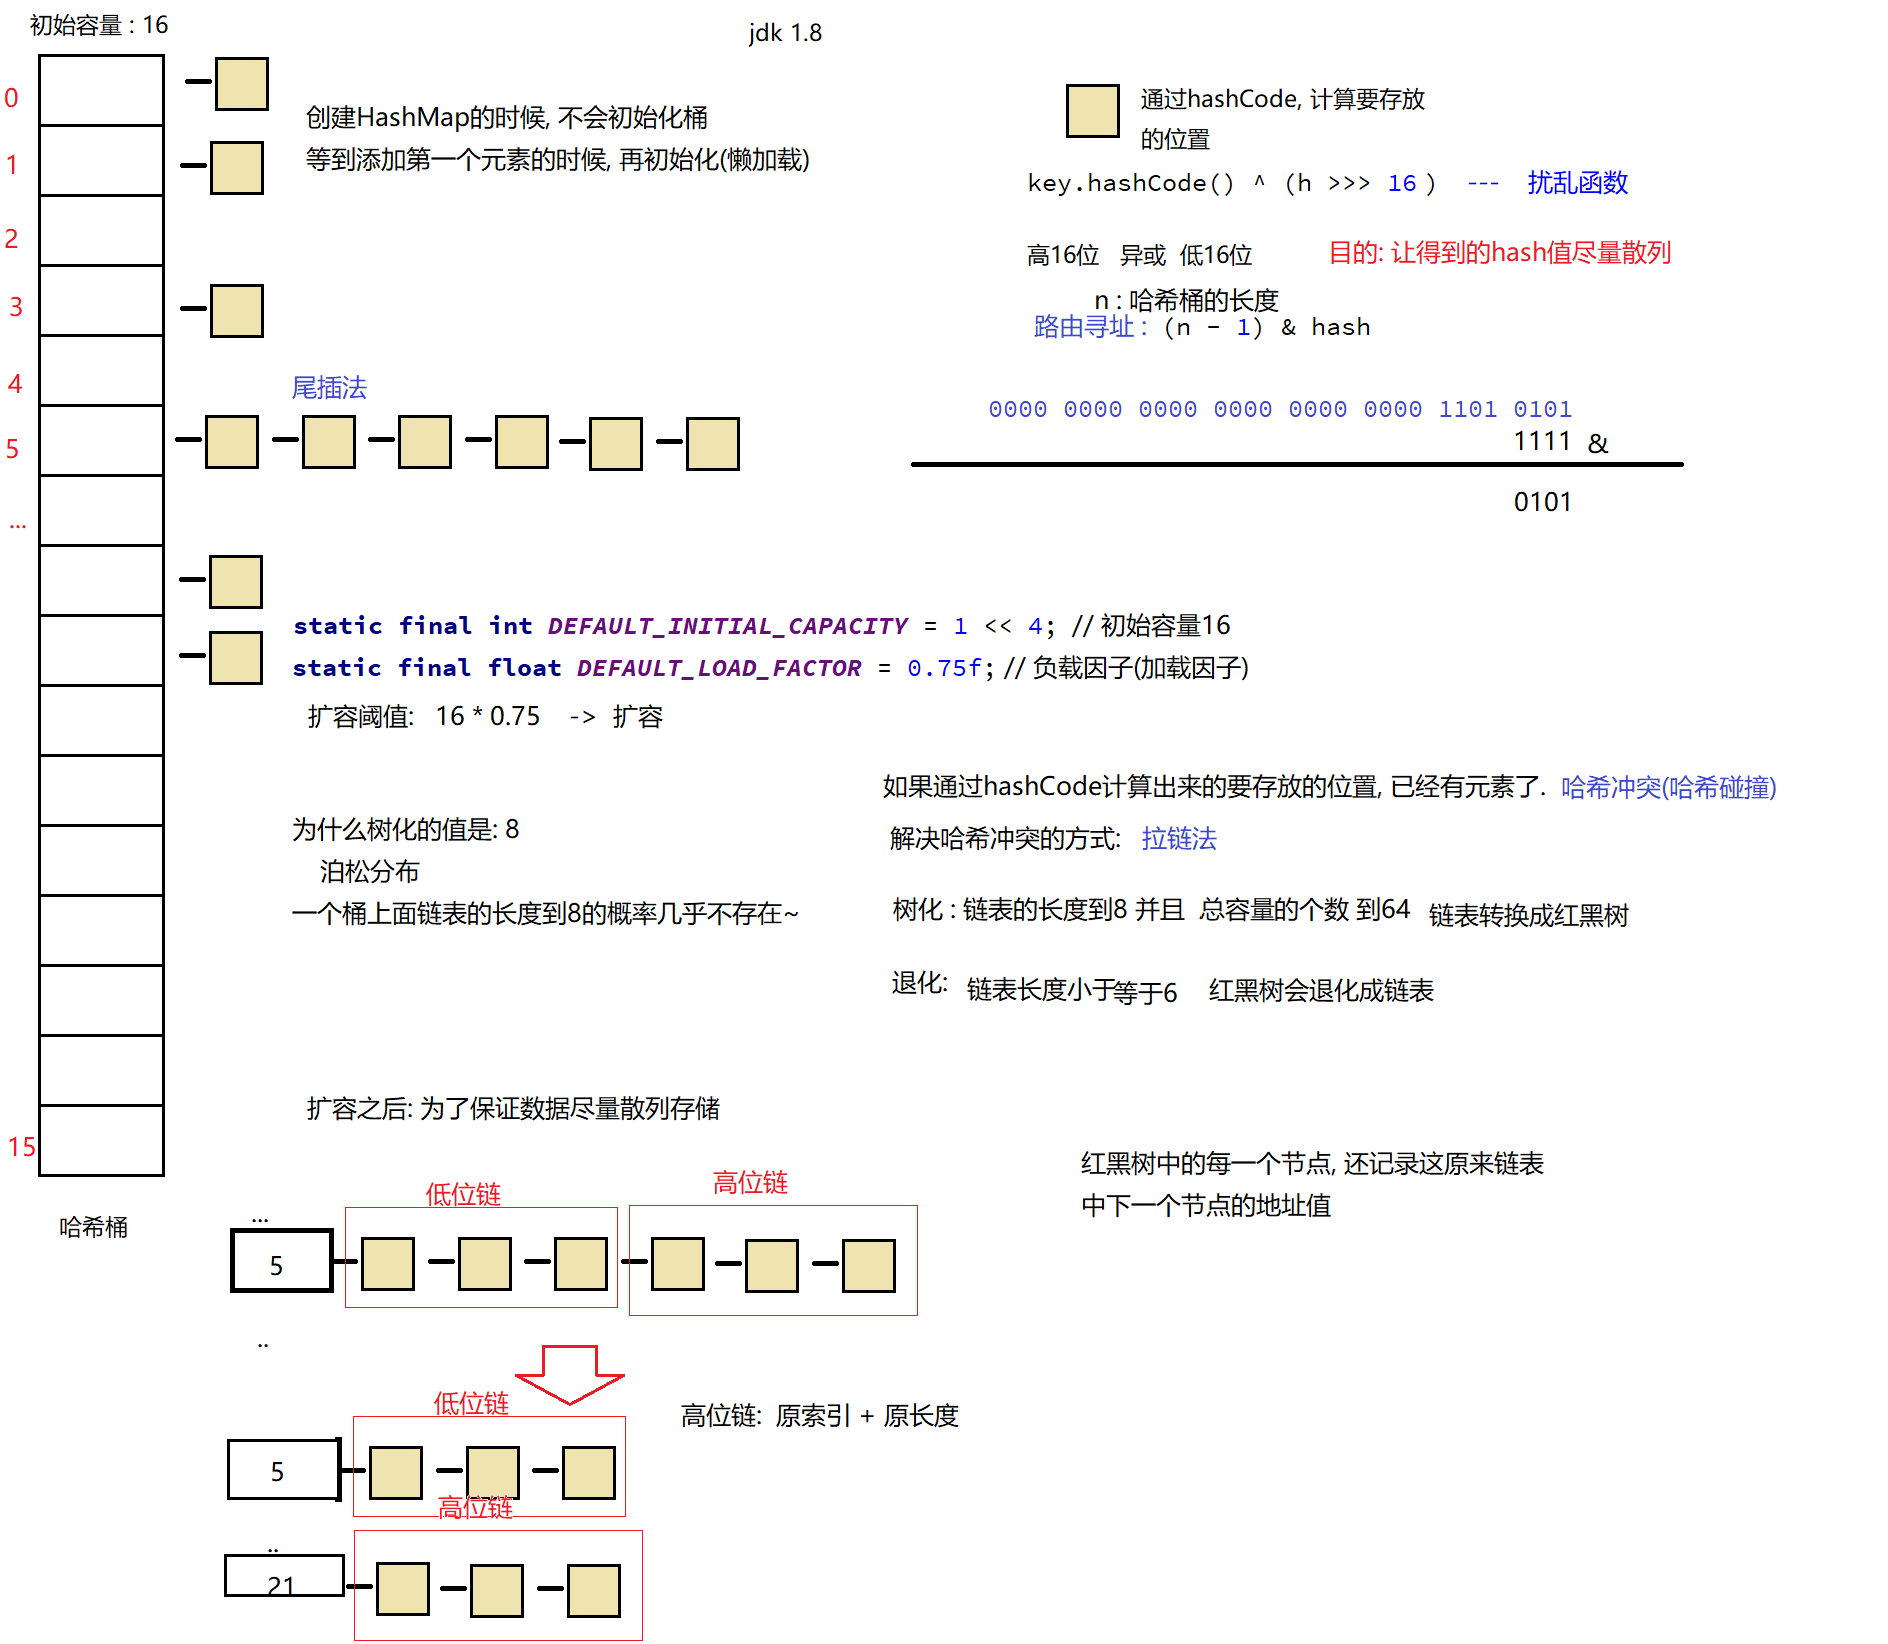 初始容量 : 16
jdk 1.8
0
1
2
3
4
5
...
15
哈希桶
创建HashMap的时候, 不会初始化桶
等到添加第一个元素的时候, 再初始化(懒加载)
通过hashCode, 计算要存放
的位置
key.hashCode() ^ (h >>> 16 ) --- 扰乱函数
高16位 异或 低16位 目的: 让得到的hash值尽量散列
n : 哈希桶的长度
路由寻址 : (n - 1) & hash
尾插法
0000 0000 0000 0000 0000 0000 1101 0101
1111 &
0101
static final int DEFAULT_INITIAL_CAPACITY = 1 << 4; // 初始容量16
static final float DEFAULT_LOAD_FACTOR = 0.75f; // 负载因子(加载因子)
扩容阈值: 16 * 0.75 -> 扩容
如果通过hashCode计算出来的要存放的位置, 已经有元素了. 哈希冲突(哈希碰撞)
解决哈希冲突的方式: 拉链法
为什么树化的值是: 8
泊松分布
一个桶上面链表的长度到8的概率几乎不存在~
树化 : 链表的长度到8 并且 总容量的个数 到64 链表转换成红黑树
退化: 链表长度小于等于6 红黑树会退化成链表
扩容之后: 为了保证数据尽量散列存储
红黑树中的每一个节点, 还记录这原来链表
中下一个节点的地址值
低位链
高位链
...
5
..
低位链
高位链: 原索引 + 原长度
5
高位链
..
21